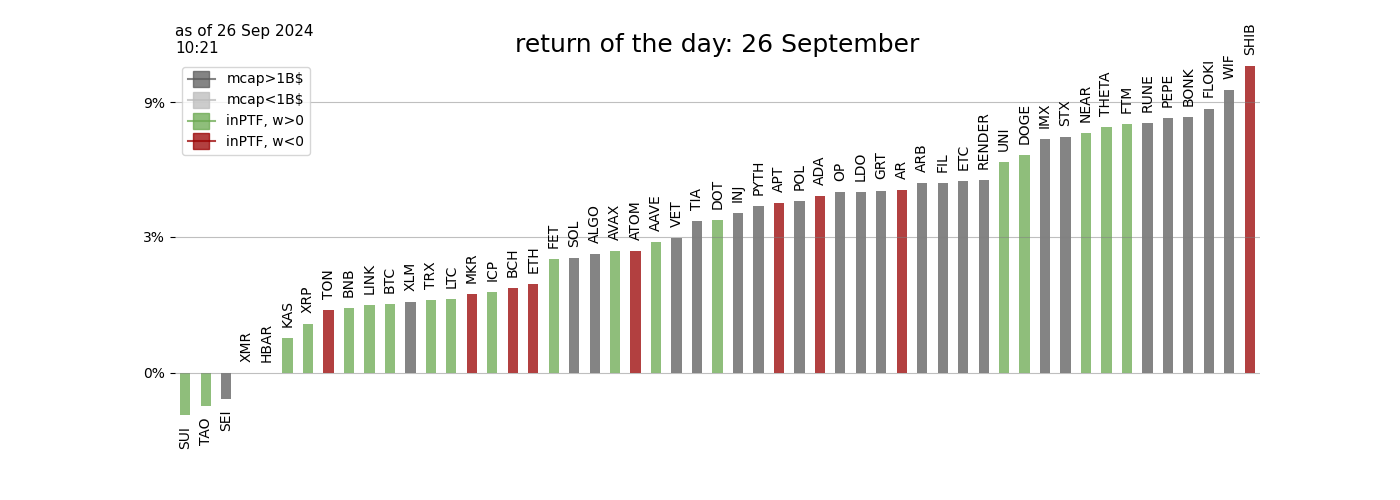 as of 26 Sep 2024
10:21
return of the day: 26 September
mcap>1B$
mcap<1B$
inPTF, w>0
inPTF, w<0
9%
3%
0%
SUI
TAO
SEI
XMR
HBAR
KAS
XRP
TON
BNB
LINK
BTC
XLM
TRX
LTC
MKR
ICP
BCH
ETH
FET
SOL
ALGO
AVAX
ATOM
AAVE
VET
TIA
DOT
INJ
PYTH
APT
POL
ADA
OP
LDO
GRT
AR
ARB
FIL
ETC
RENDER
UNI
DOGE
IMX
STX
NEAR
THETA
FTM
RUNE
PEPE
BONK
FLOKI
WIF
SHIB